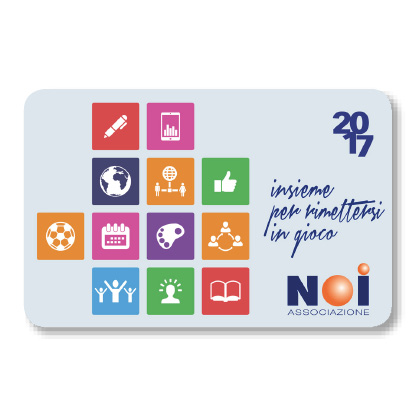 2017
insieme
per rimettersi
in gioco
NOI
ASSOCIAZIONE